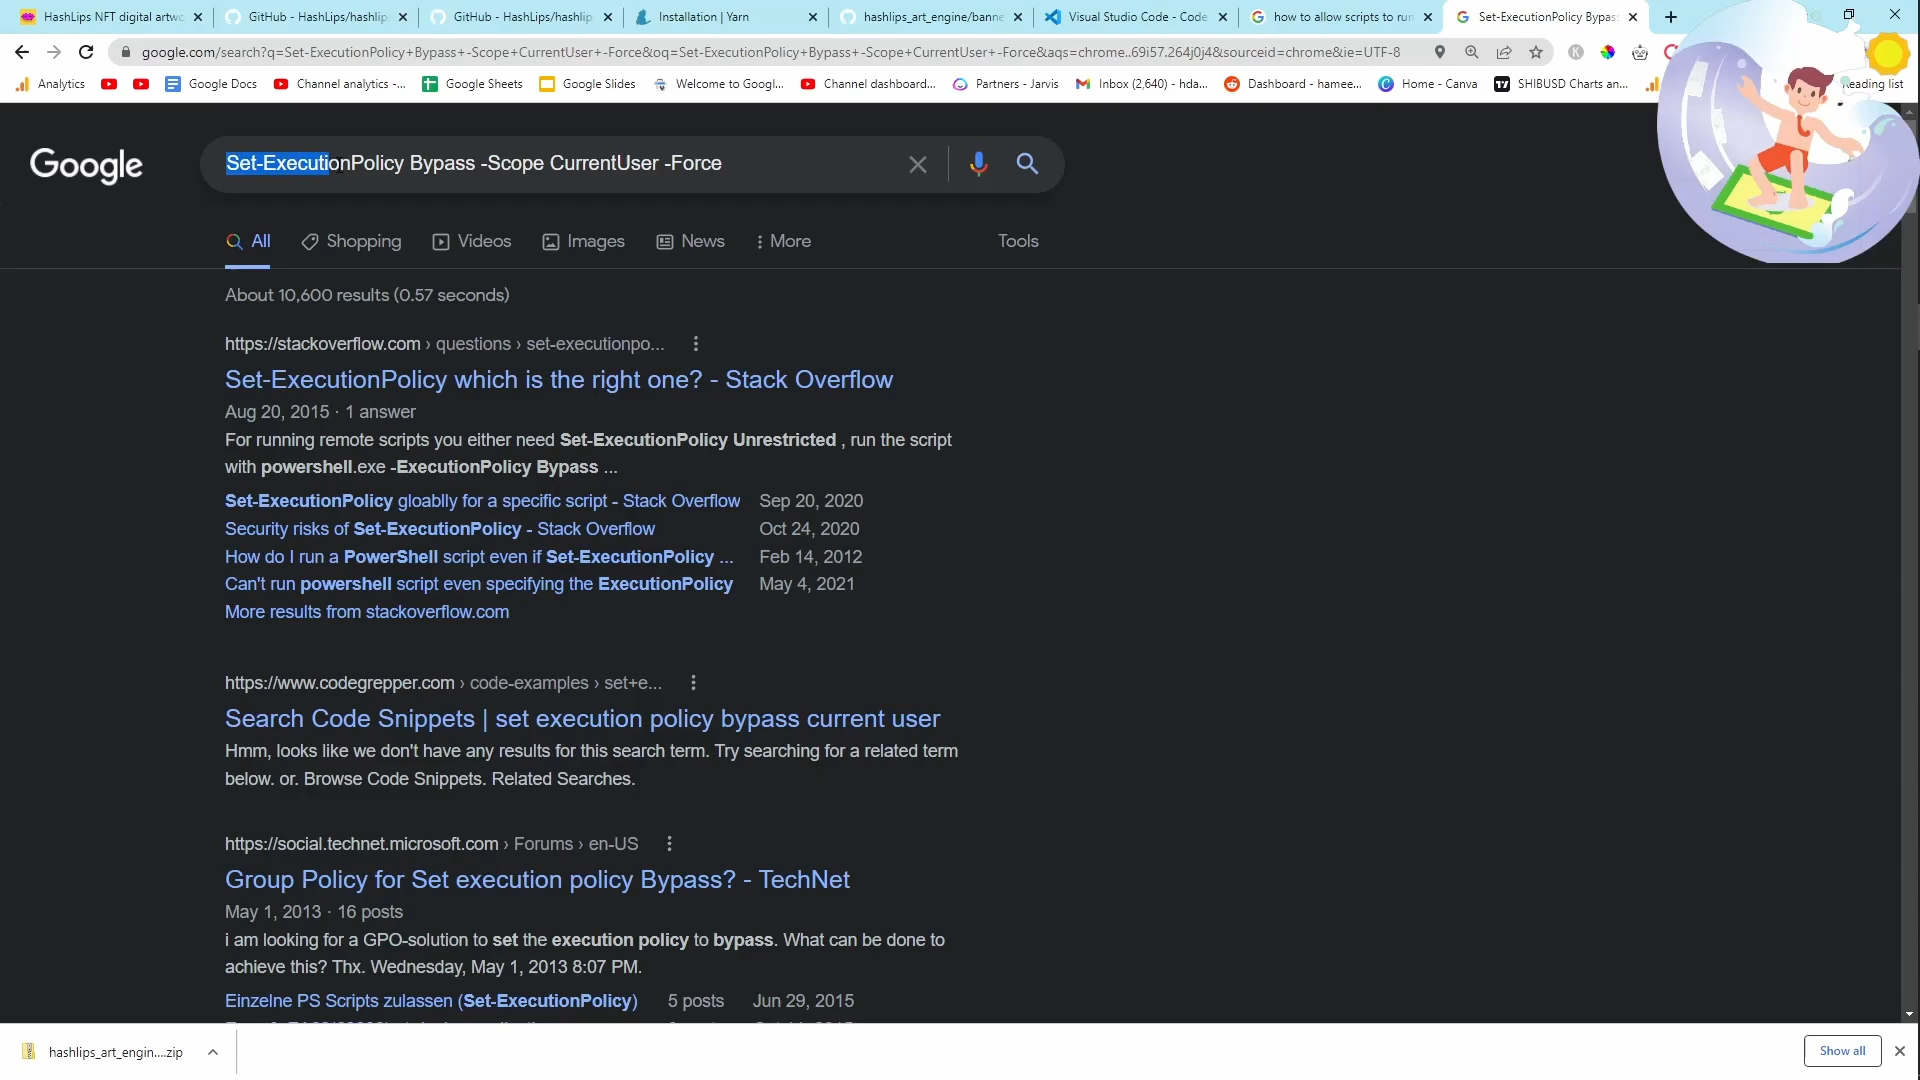 HashLips NFT digital artwo
GitHub - HashLips/hashlips
GitHub - HashLips/hashlip
Installation | Yarn
hashlips_art_engine/banne
Visual Studio Code - Code
how to allow scripts to run
Set-ExecutionPolicy Bypass
google.com/search?q=Set-ExecutionPolicy+Bypass+-Scope+CurrentUser+-Force&oq=Set-ExecutionPolicy+Bypass+-Scope+CurrentUser+-Force&aqs=chrome..69i57.264j0j4&sourceid=chrome&ie=UTF-8
Analytics
Google Docs
Channel analytics -...
Google Sheets
Google Slides
Welcome to Googl...
Channel dashboard...
Partners - Jarvis
Inbox (2,640) - hda...
Dashboard - hamee...
Home - Canva
SHIBUSD Charts an...
Reading list
Google
Set-ExecutionPolicy Bypass -Scope CurrentUser -Force
All
Shopping
Videos
Images
News
More
Tools
About 10,600 results (0.57 seconds)
https://stackoverflow.com › questions › set-executionpo...
Set-ExecutionPolicy which is the right one? - Stack Overflow
Aug 20, 2015 · 1 answer
For running remote scripts you either need Set-ExecutionPolicy Unrestricted , run the script
with powershell.exe -ExecutionPolicy Bypass ...
Set-ExecutionPolicy gloablly for a specific script - Stack Overflow Sep 20, 2020
Security risks of Set-ExecutionPolicy - Stack Overflow Oct 24, 2020
How do I run a PowerShell script even if Set-ExecutionPolicy ... Feb 14, 2012
Can't run powershell script even specifying the ExecutionPolicy May 4, 2021
More results from stackoverflow.com
https://www.codegrepper.com › code-examples › set+e...
Search Code Snippets | set execution policy bypass current user
Hmm, looks like we don't have any results for this search term. Try searching for a related term
below. or. Browse Code Snippets. Related Searches.
https://social.technet.microsoft.com › Forums › en-US
Group Policy for Set execution policy Bypass? - TechNet
May 1, 2013 · 16 posts
i am looking for a GPO-solution to set the execution policy to bypass. What can be done to
achieve this? Thx. Wednesday, May 1, 2013 8:07 PM.
Einzelne PS Scripts zulassen (Set-ExecutionPolicy) 5 posts Jun 29, 2015
hashlips_art_engin....zip
Show all